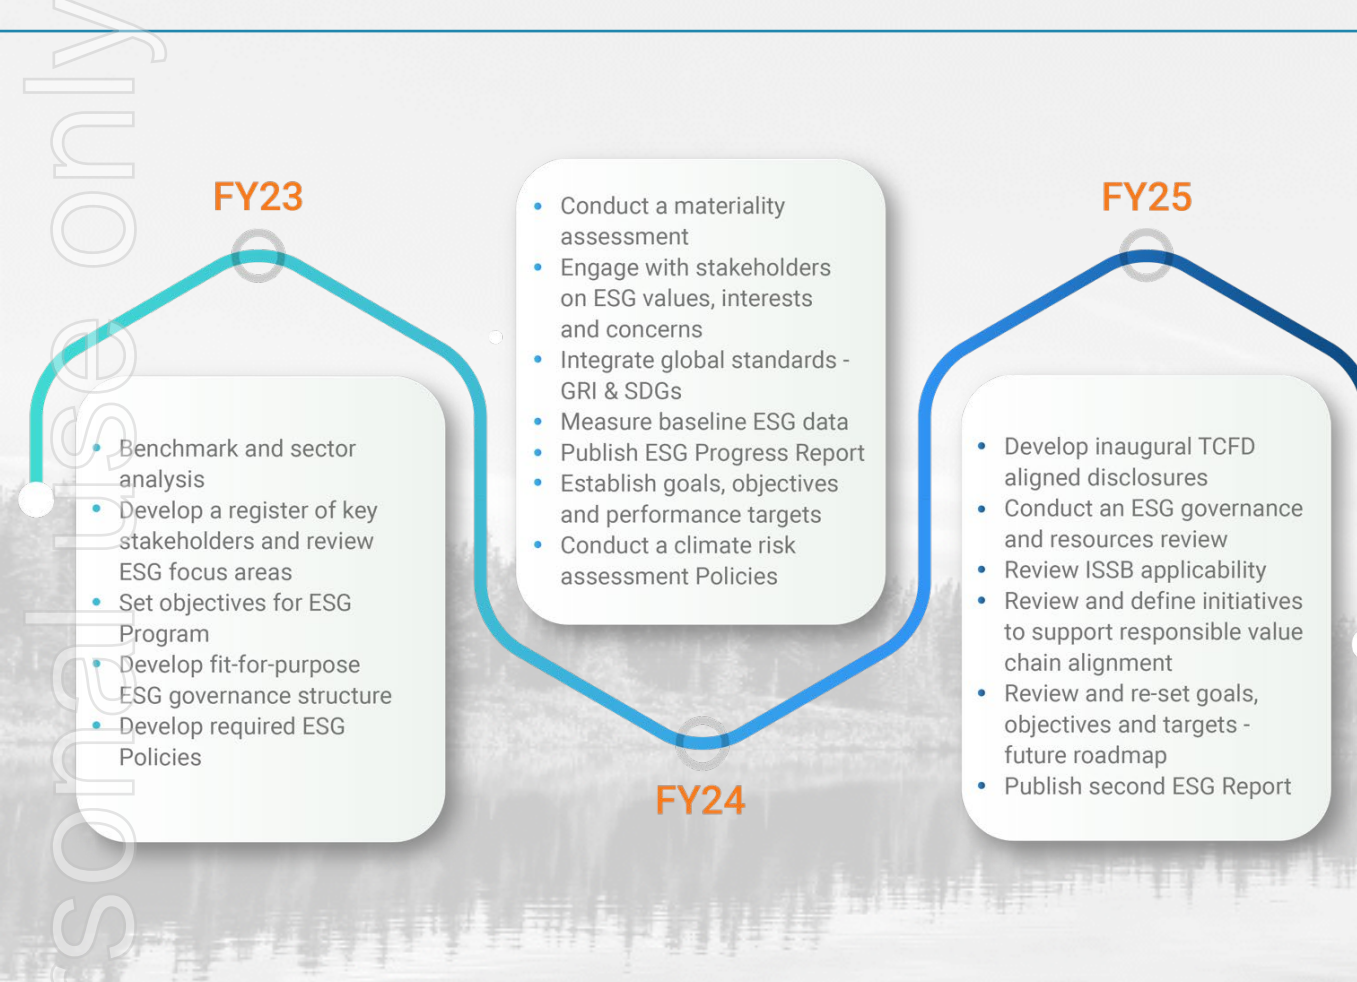 sonal use only
FY23
Benchmark and sector
analysis
Develop a register of key
stakeholders and review
ESG focus areas
Set objectives for ESG
Program
Develop fit-for-purpose
ESG governance structure
Develop required ESG
Policies
Conduct a materiality
assessment
Engage with stakeholders
on ESG values, interests
and concerns
Integrate global standards -
GRI & SDGs
Measure baseline ESG data
Publish ESG Progress Report
Establish goals, objectives
and performance targets
Conduct a climate risk
assessment Policies
FY24
FY25
Develop inaugural TCFD
aligned disclosures
Conduct an ESG governance
and resources review
Review ISSB applicability
Review and define initiatives
to support responsible value
chain alignment
Review and re-set goals,
objectives and targets -
future roadmap
Publish second ESG Report